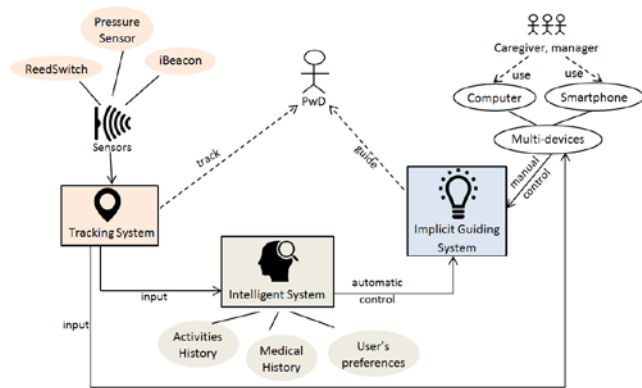 Pressure
Sensor
ReedSwitch
iBeacon
Sensors
PwD
Caregiver, manager
use
use
Computer
Smartphone
Multi-devices
track
guide
manual
control
Tracking System
Implicit Guiding
System
Intelligent System
input
automatic
control
input
Activities
History
Medical
History
User's
preferences